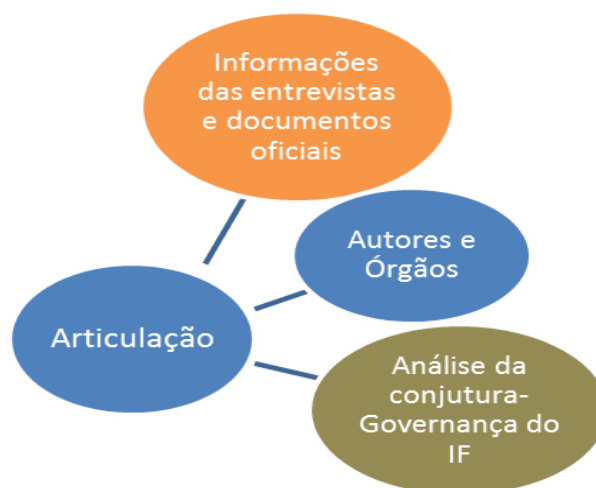 Informações
das entrevistas
e documentos
oficiais
Autores e
Órgãos
Articulação
Análise da
conjutura-
Governança do
IF